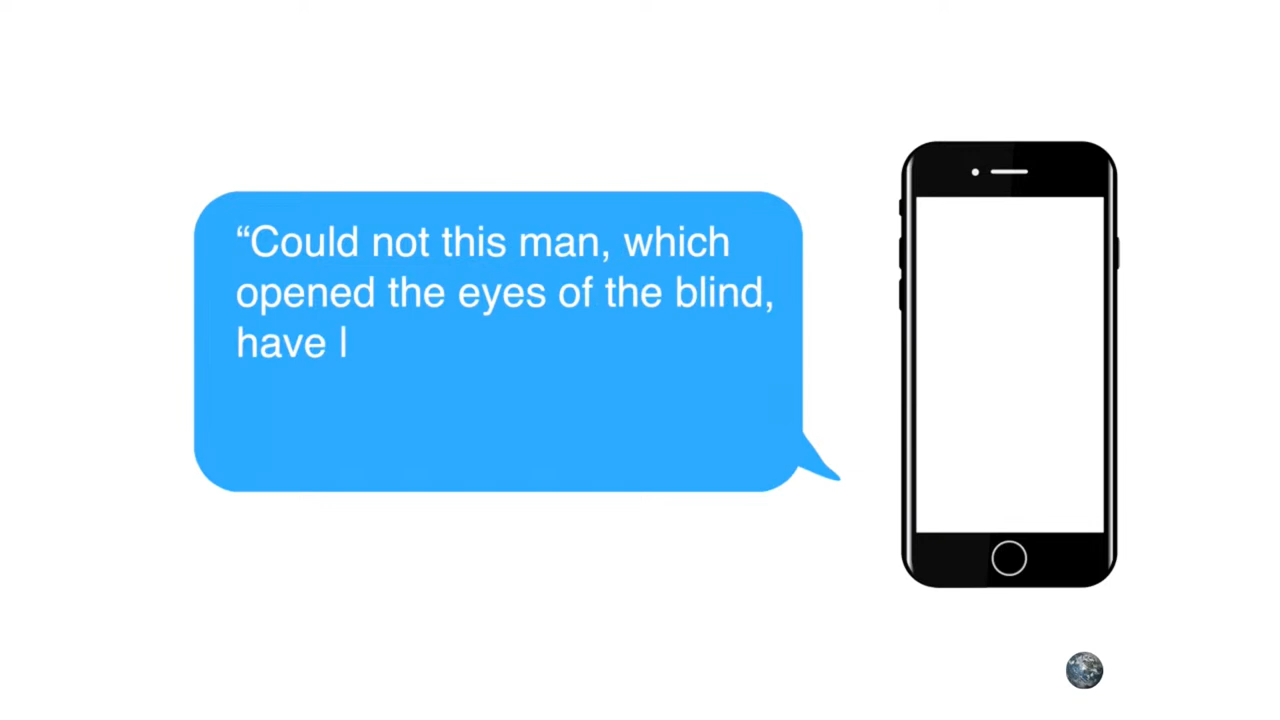 “Could not this man, which
opened the eyes of the blind,
have